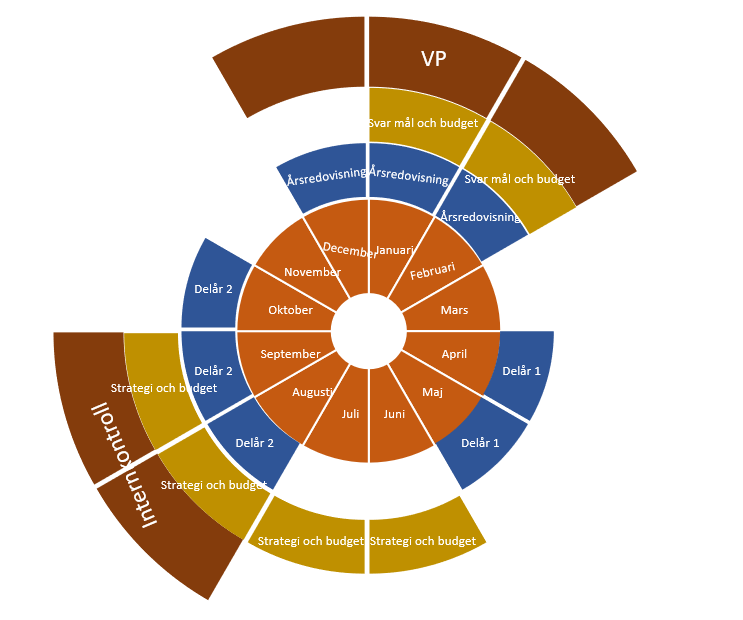 VP
Svar mål och budget
Svar mål och budget
Årsredovisning
Årsredovisning
Årsredovisning
December
Januari
November
Februari
Delår 2
Oktober
Mars
September
April
Delår 2
Delår 1
Strategi och budget
Augusti
Maj
Juli
Juni
Delår 2
Delår 1
Internkontroll
Strategi och budget
Strategi och budget
Strategi och budget